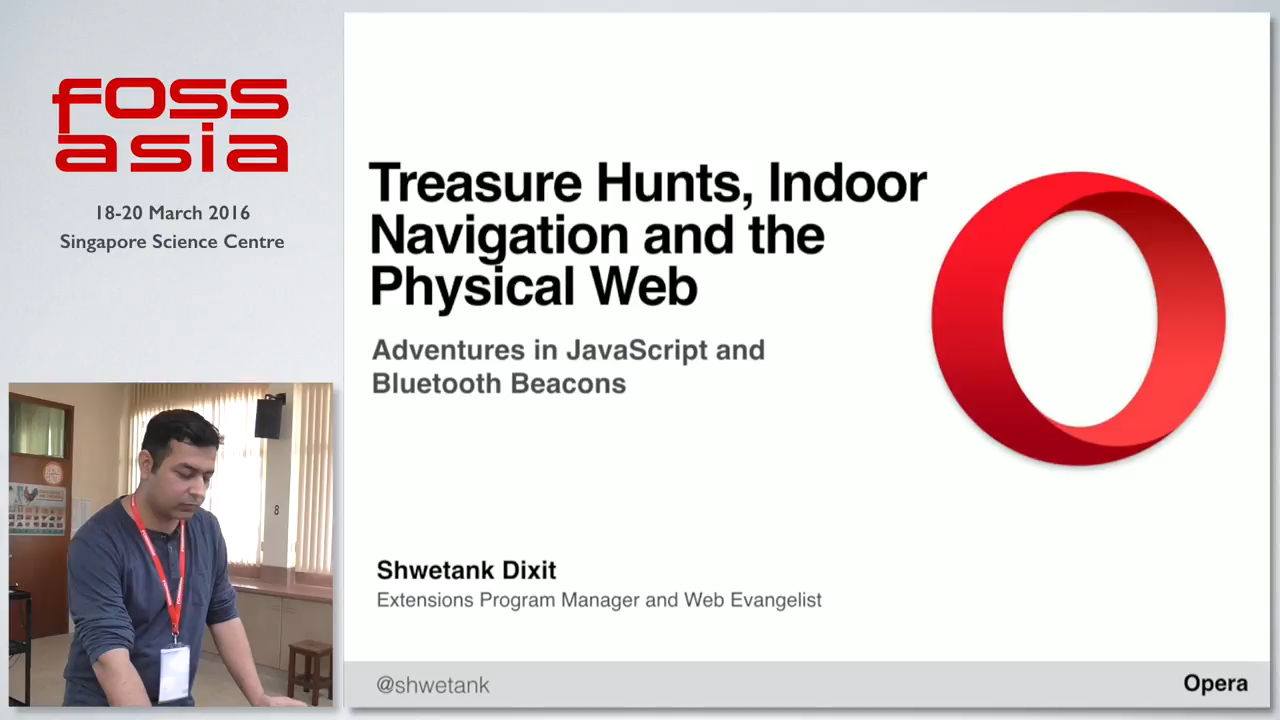 foss
asia
18-20 March 2016
Singapore Science Centre
Treasure Hunts, Indoor
Navigation and the
Physical Web
Adventures in JavaScript and
Bluetooth Beacons
8
Shwetank Dixit
Extensions Program Manager and Web Evangelist
@shwetank
Opera